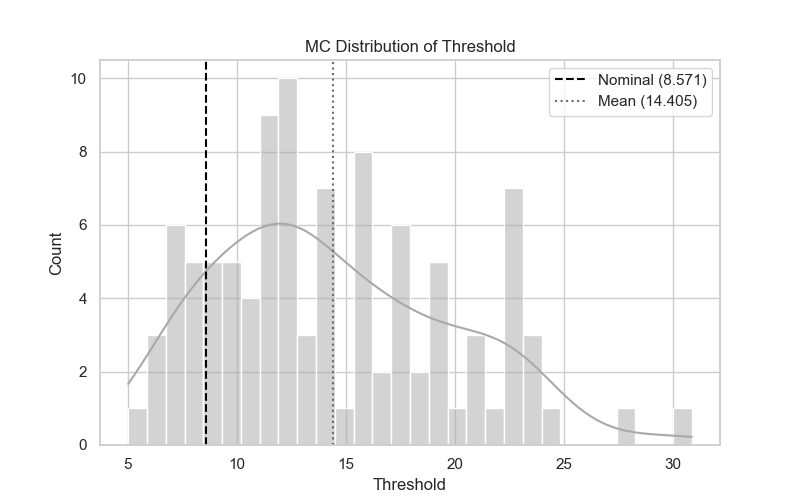 MC Distribution of Threshold
Nominal (8.571)
Mean (14.405)
10
8
6
4
2
0
Count
5 10 15 20 25 30
Threshold